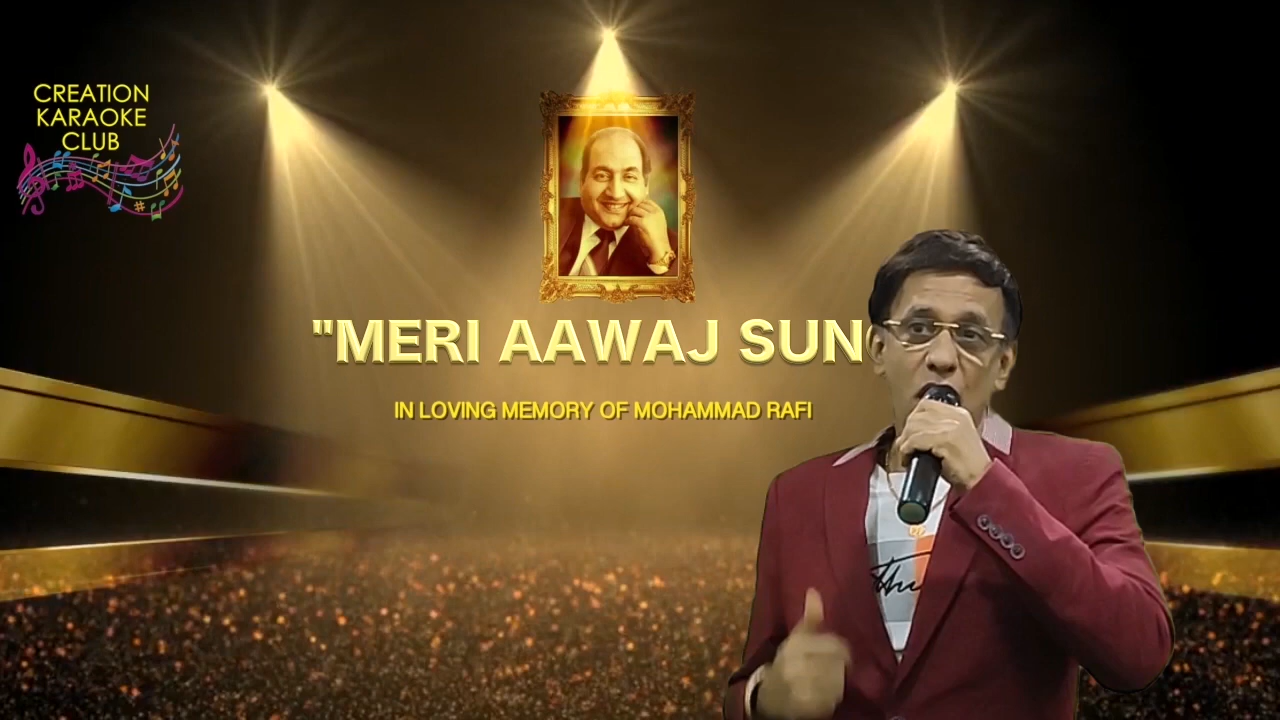 CREATION
KARAOKE
CLUB
"MERI AAWAJ SUN
IN LOVING MEMORY OF MOHAMMAD RAFI